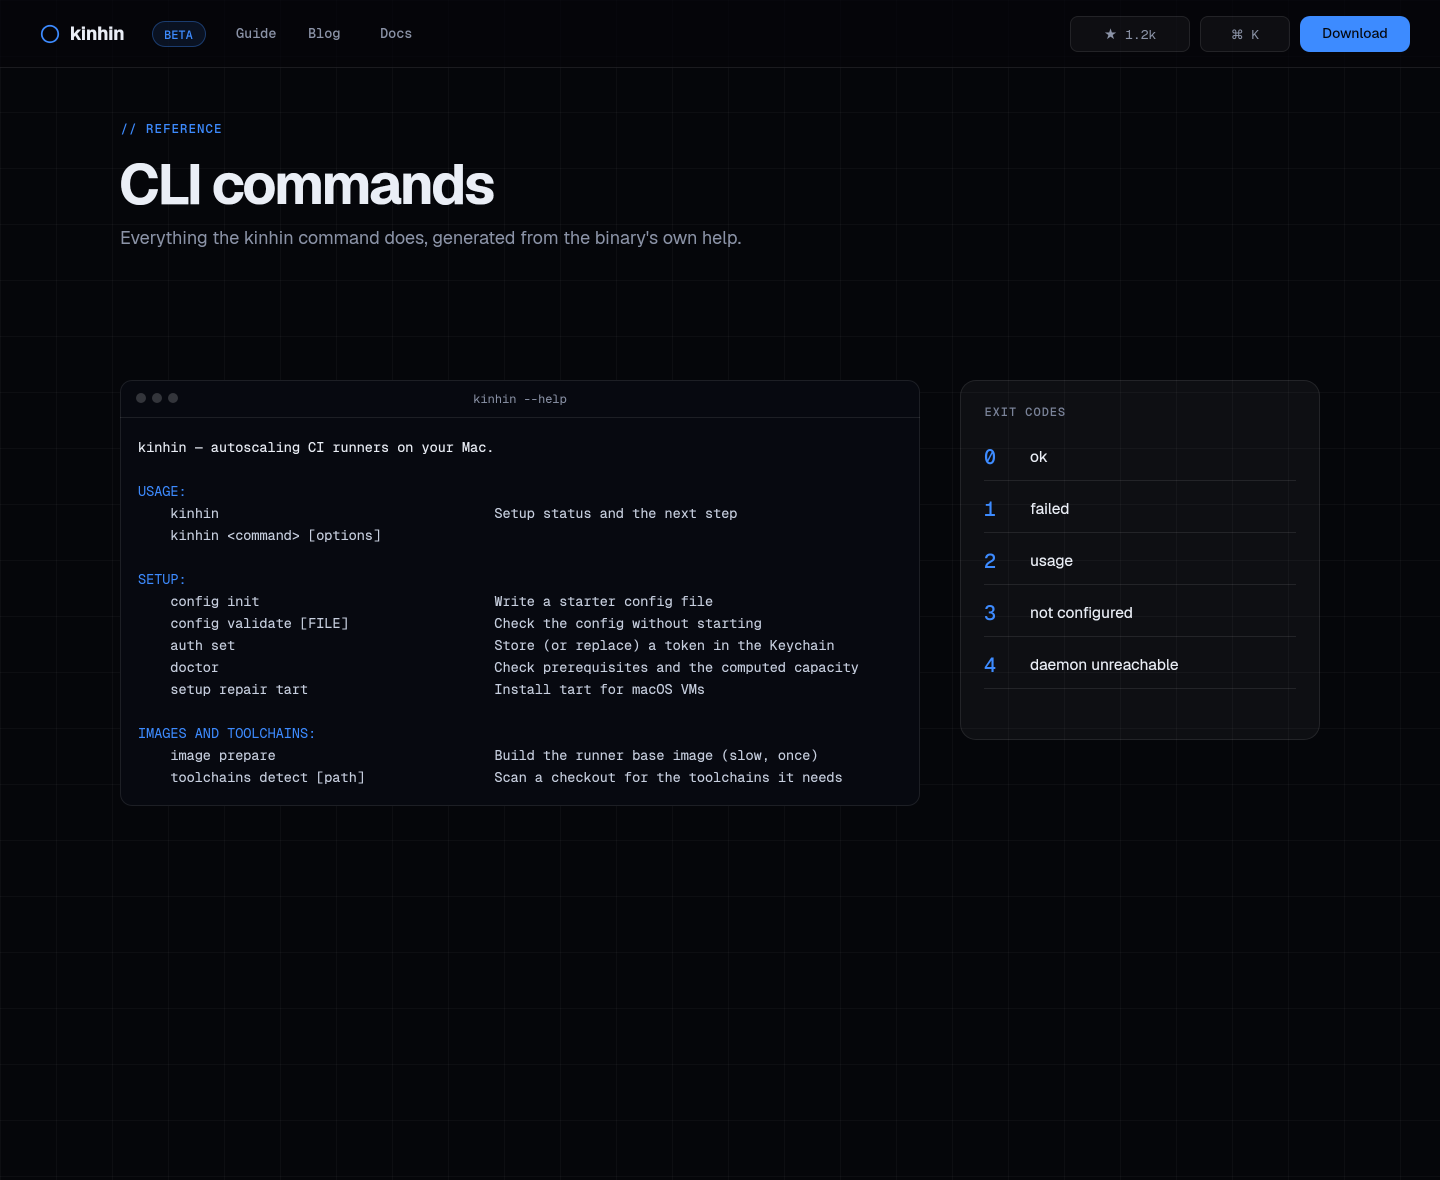 kinhin BETA Guide Blog Docs ★ 1.2k ⌘ K Download
// REFERENCE
CLI commands
Everything the kinhin command does, generated from the binary's own help.
kinhin --help
kinhin — autoscaling CI runners on your Mac.
USAGE:
kinhin Setup status and the next step
kinhin <command> [options]
SETUP:
config init Write a starter config file
config validate [FILE] Check the config without starting
auth set Store (or replace) a token in the Keychain
doctor Check prerequisites and the computed capacity
setup repair tart Install tart for macOS VMs
IMAGES AND TOOLCHAINS:
image prepare Build the runner base image (slow, once)
toolchains detect [path] Scan a checkout for the toolchains it needs
EXIT CODES
0 ok
1 failed
2 usage
3 not configured
4 daemon unreachable